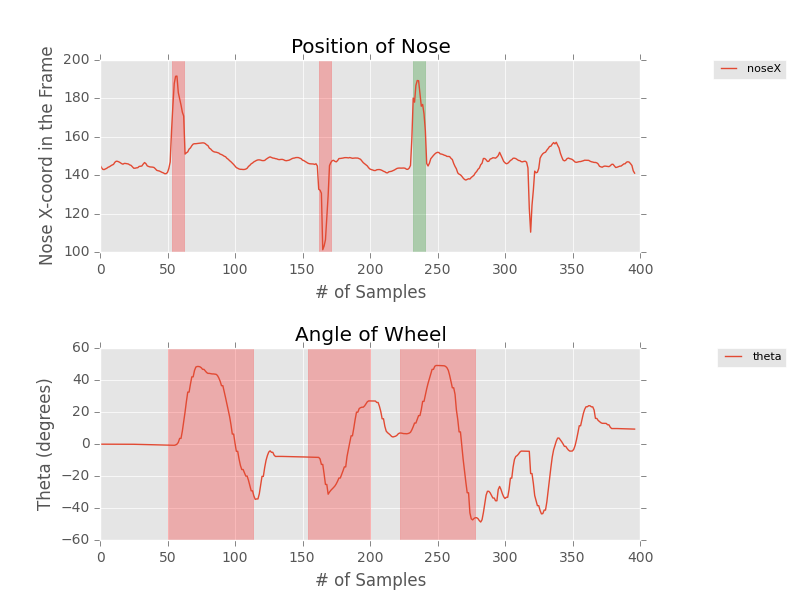 Position of Nose
Nose X-coord in the Frame
200
180
160
140
120
100
0 50 100 150 200 250 300 350 400
# of Samples
noseX
Angle of Wheel
Theta (degrees)
60
40
20
0
−20
−40
−60
0 50 100 150 200 250 300 350 400
# of Samples
theta